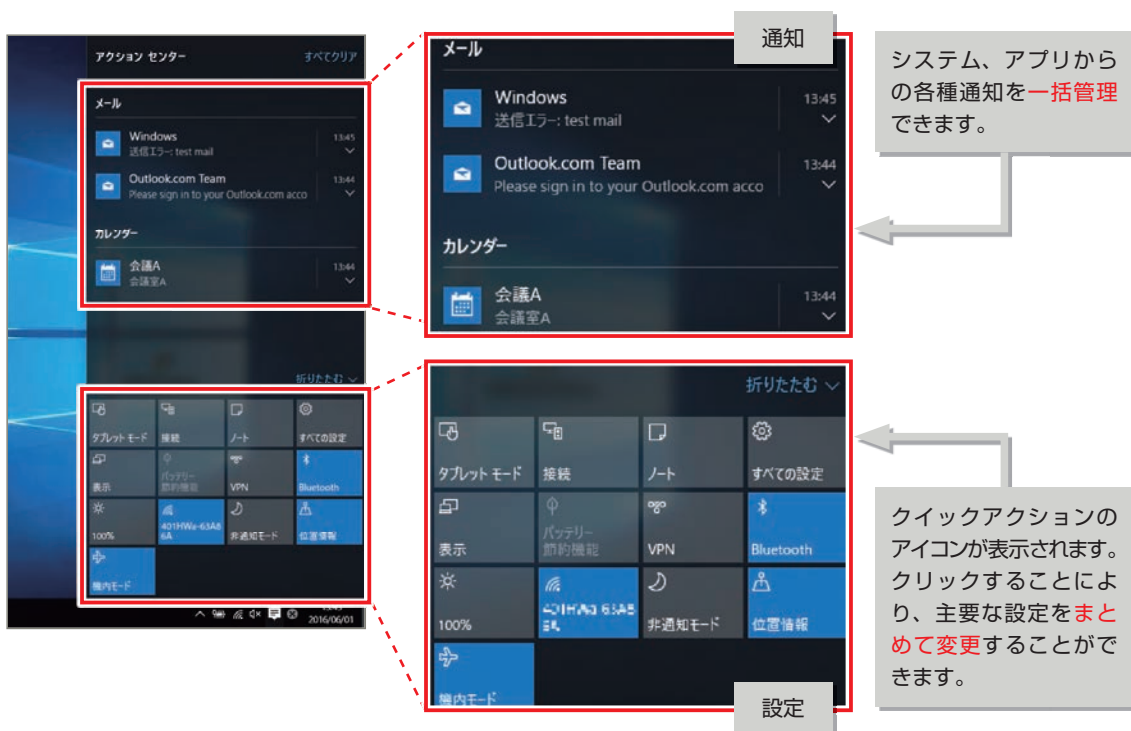 アクション センター
すべてクリア
メール
Windows
13:45
送信エラー: test mail
Outlook.com Team
13:44
Please sign in to your Outlook.com acco
カレンダー
会議A
13:44
会議室A
折りたたむ
タブレット モード
接続
ノート
すべての設定
表示
バッテリー
節約機能
VPN
Bluetooth
100%
401HWa-63A8
6A
非通知モード
位置情報
機内モード
2016/06/01
通知
メール
Windows
13:45
送信エラー: test mail
Outlook.com Team
13:44
Please sign in to your Outlook.com acco
カレンダー
会議A
13:44
会議室A
システム、アプリから
の各種通知を一括管理
できます。
折りたたむ
タブレット モード
接続
ノート
すべての設定
表示
バッテリー
節約機能
VPN
Bluetooth
100%
非通知モード
位置情報
機内モード
設定
クイックアクションの
アイコンが表示されます。
クリックすることによ
り、主要な設定をまと
めて変更することがで
きます。